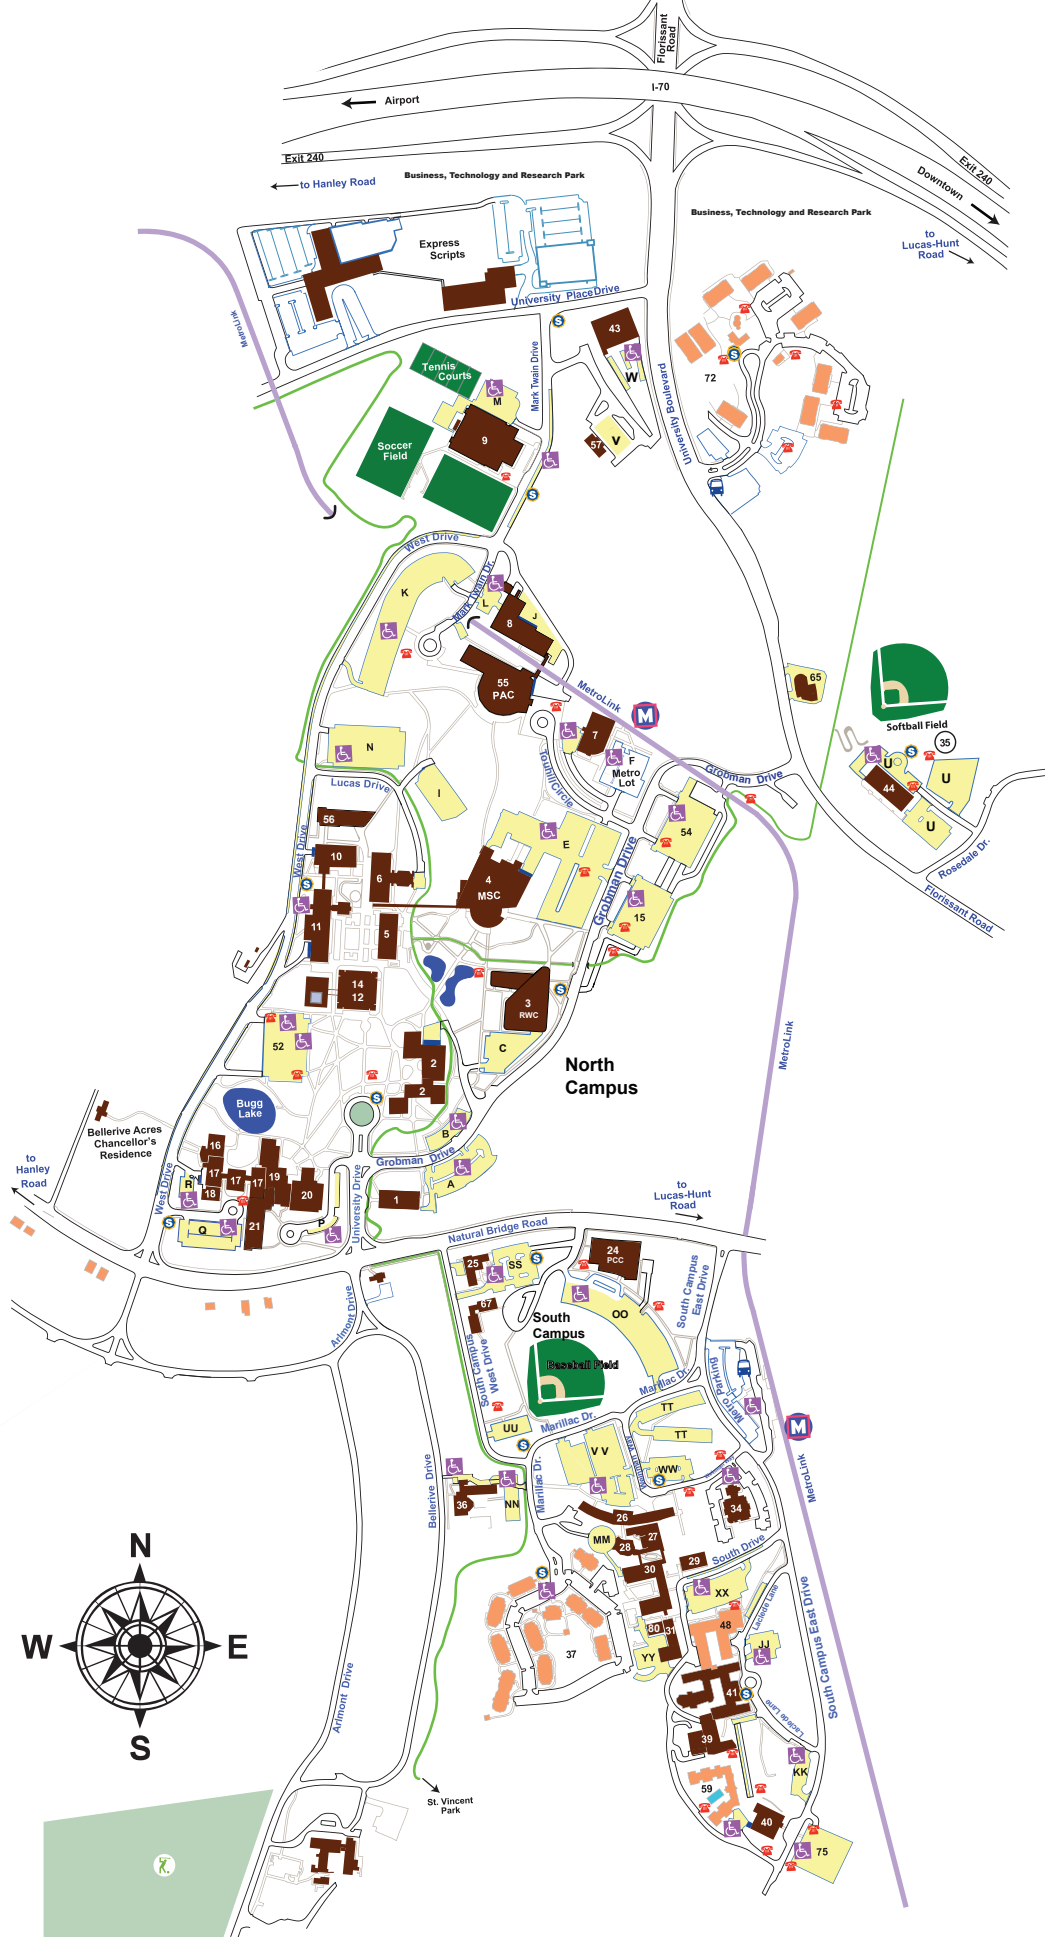 Florissant
Road
I-70
Airport
Exit 240
Exit 240
Downtown
to Hanley Road
Business, Technology and Research Park
Business, Technology and Research Park
to
Lucas-Hunt
Road
Express
Scripts
University Place Drive
MetroLink
S
43
W
72
S
Mark Twain Drive
University Boulevard
Tennis
Courts
M
9
57
V
Soccer
Field
S
West Drive
K
Mark Twain Dr.
L
J
8
55
PAC
MetroLink
M
65
Softball Field
35
7
F
Metro
Lot
N
Touhill Circle
Grobman Drive
U
S
U
44
U
Lucas Drive
I
54
56
E
West Drive
10
6
4
MSC
Grobman Drive
Rosedale Dr.
Florissant Road
S
11
5
15
14
12
3
RWC
S
52
2
C
North
Campus
MetroLink
2
S
Bugg
Lake
B
Bellerive Acres
Chancellor's
Residence
to
Hanley
Road
16
17
17
17
19
18
20
R
Q
21
P
S
West Drive
University Drive
Grobman Drive
A
1
to
Lucas-Hunt
Road
Natural Bridge Road
25
SS
S
24
PCC
South Campus
East Drive
67
OO
South
Campus
Baseball Field
Arlmont Drive
South Campus
West Drive
Marillac Dr.
Metro Parking
TT
TT
UU
Marillac Dr.
S
V V
WW
S
M
MetroLink
Bellerive Drive
Marillac Dr.
36
NN
34
26
27
28
MM
29
30
South Drive
S
XX
48
Laclede Lane
37
80
31
YY
JJ
41
S
Laclede Lane
South Campus East Drive
39
KK
59
40
75
N
W
E
S
Arlmont Drive
St. Vincent
Park